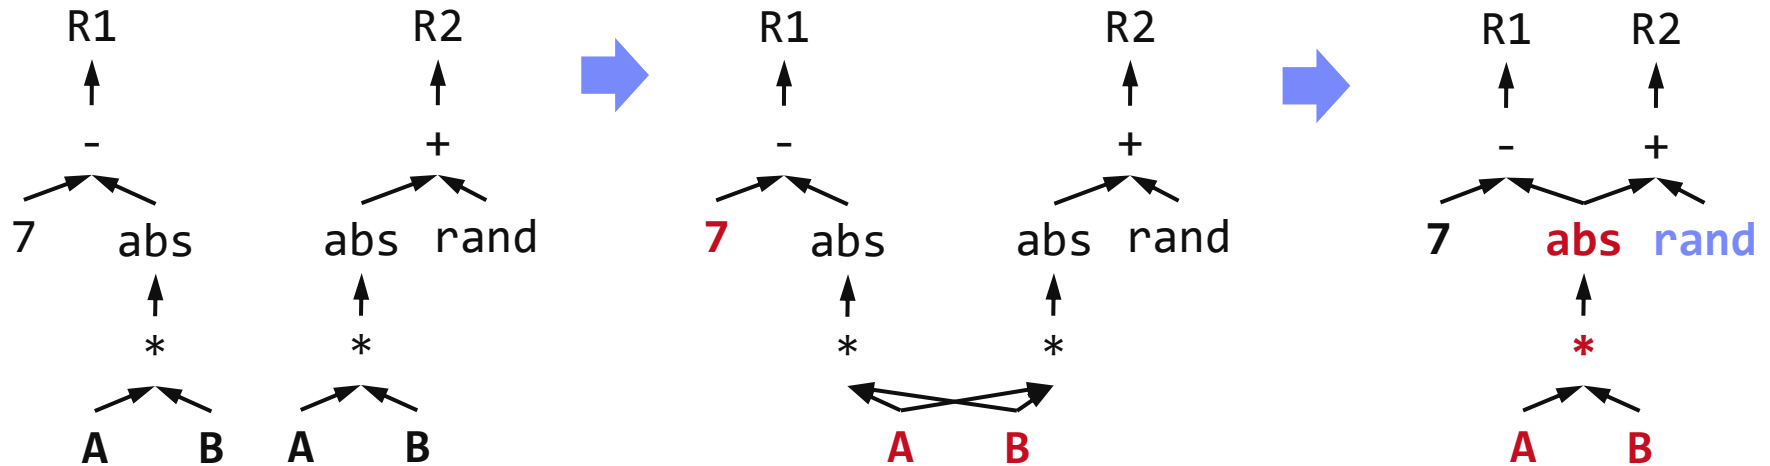 R1 R2 R1 R2 R1 R2
- + - + - +
7 abs abs rand 7 abs abs rand 7 abs rand
* * * * *
A B A B A B A B